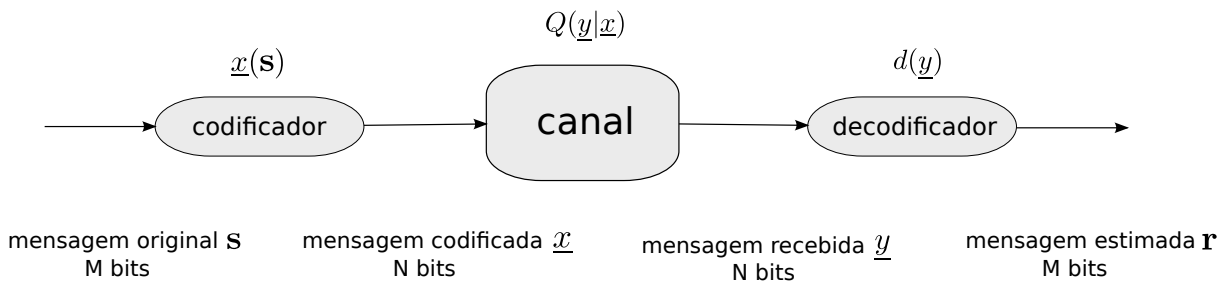 Q(y|x)
x(s)
d(y)
codificador
canal
decodificador
mensagem original s
M bits
mensagem codificada x
N bits
mensagem recebida y
N bits
mensagem estimada r
M bits